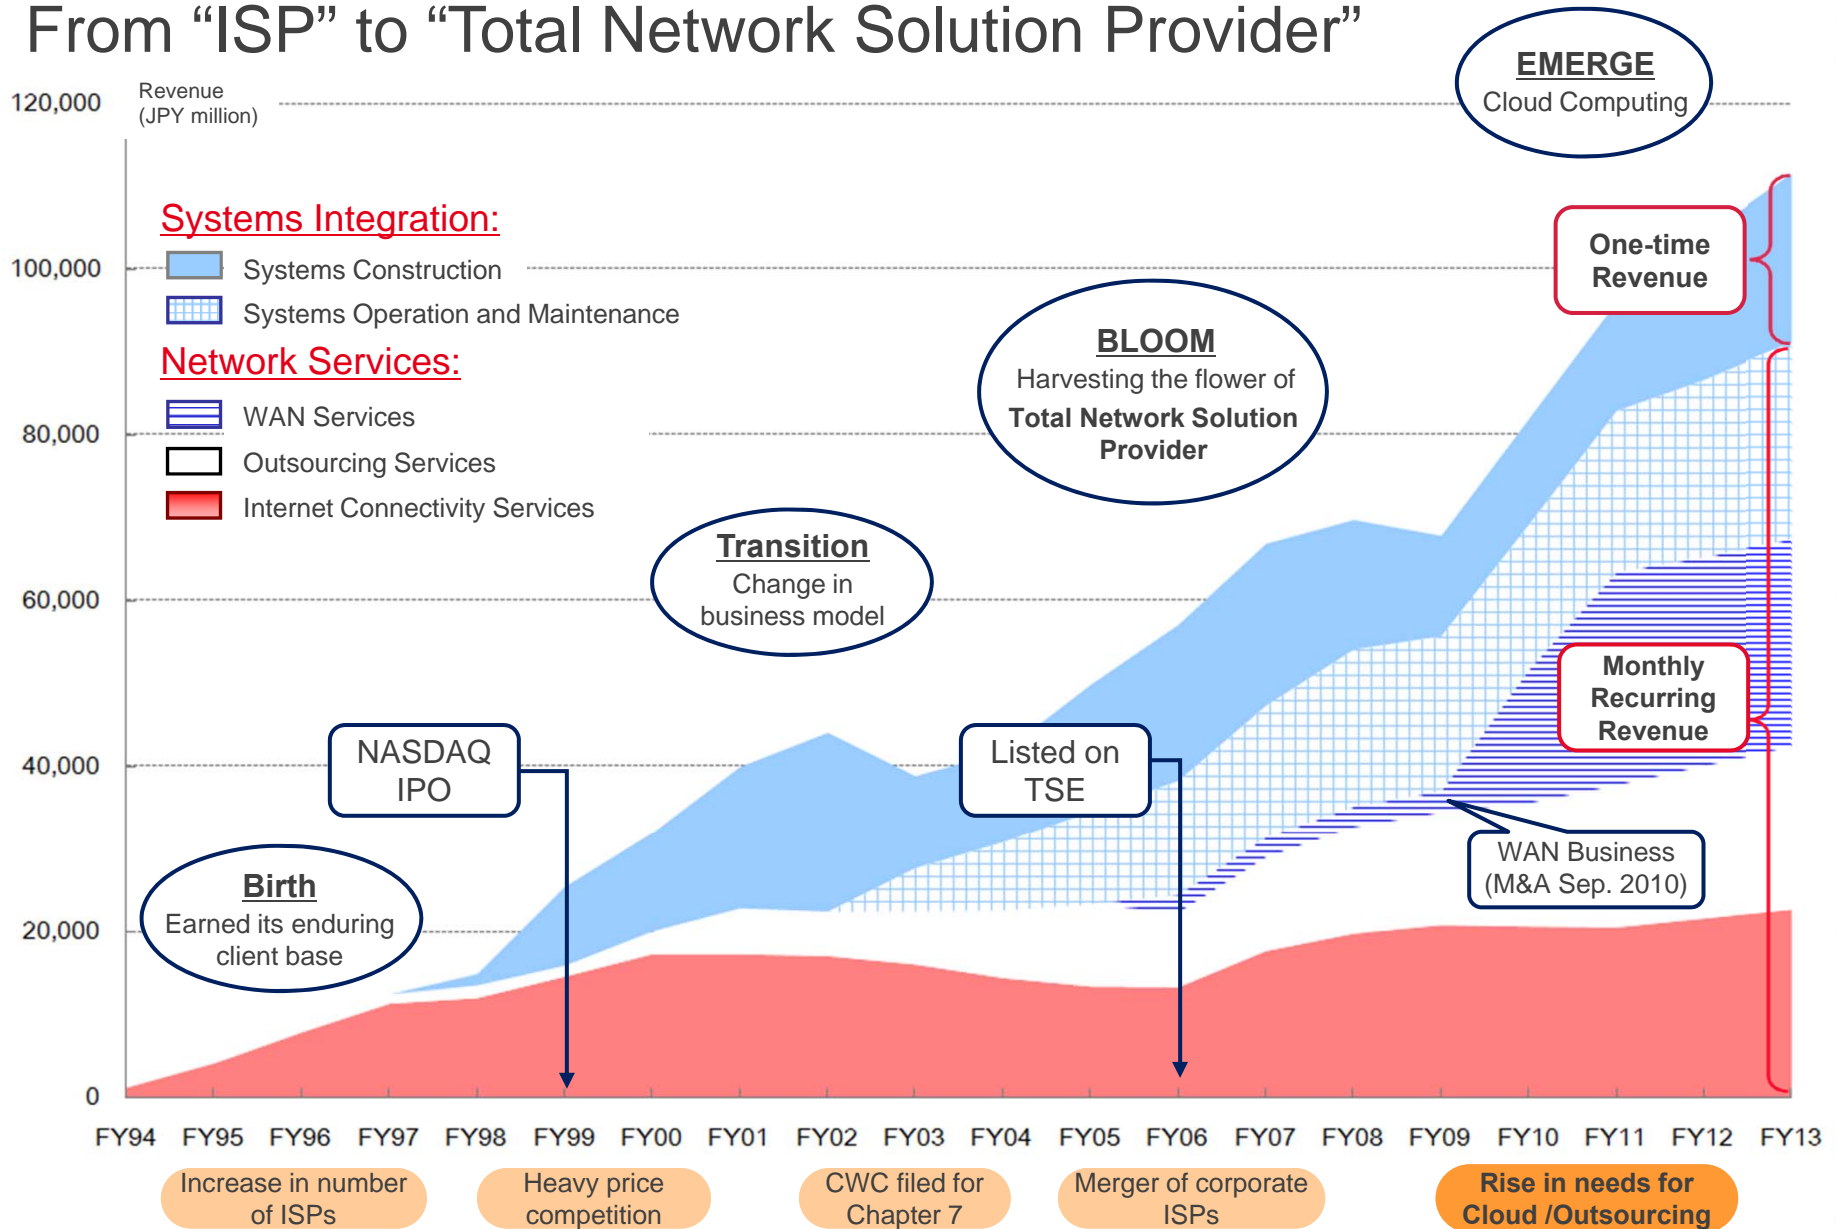 From “ISP” to “Total Network Solution Provider”
EMERGE
Cloud Computing
Revenue
(JPY million)
120,000
100,000
80,000
60,000
40,000
20,000
0
Systems Integration:
Systems Construction
Systems Operation and Maintenance
Network Services:
WAN Services
Outsourcing Services
Internet Connectivity Services
One-time
Revenue
BLOOM
Harvesting the flower of
Total Network Solution
Provider
Transition
Change in
business model
Monthly
Recurring
Revenue
NASDAQ
IPO
Listed on
TSE
WAN Business
(M&A Sep. 2010)
Birth
Earned its enduring
client base
FY94 FY95 FY96 FY97 FY98 FY99 FY00 FY01 FY02 FY03 FY04 FY05 FY06 FY07 FY08 FY09 FY10 FY11 FY12 FY13
Increase in number
of ISPs
Heavy price
competition
CWC filed for
Chapter 7
Merger of corporate
ISPs
Rise in needs for
Cloud /Outsourcing